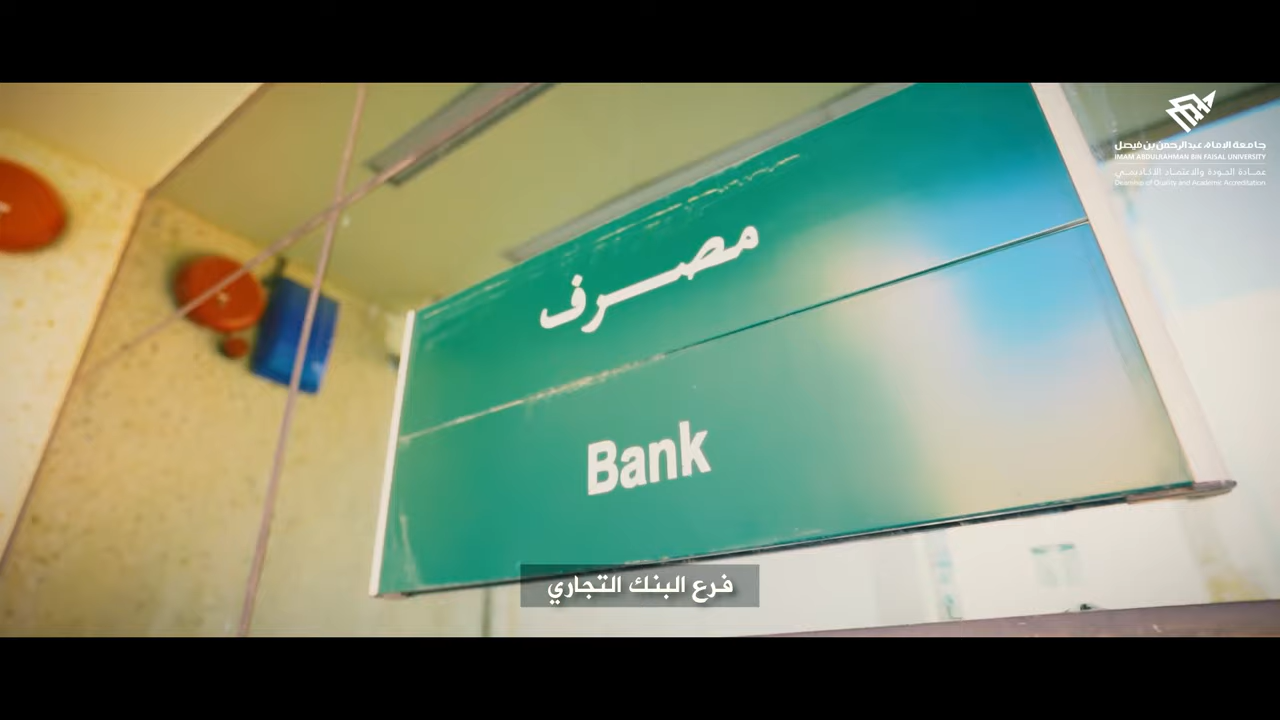 جامعة الإمام عبدالرحمن بن فيصل
IMAM ABDULRAHMAN BIN FAISAL UNIVERSITY
عمادة الجودة والاعتماد الأكاديمي
Deanship of Quality and Academic Accreditation
مصرف
Bank
فرع البنك التجاري